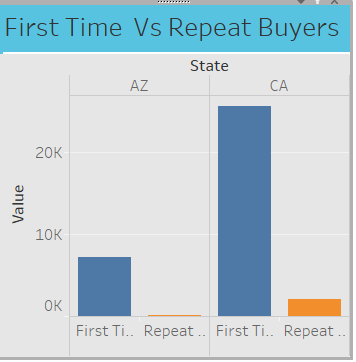 First Time Vs Repeat Buyers
State
AZ CA
20K
10K
0K
Value
First Ti.. Repeat .. First Ti.. Repeat ..